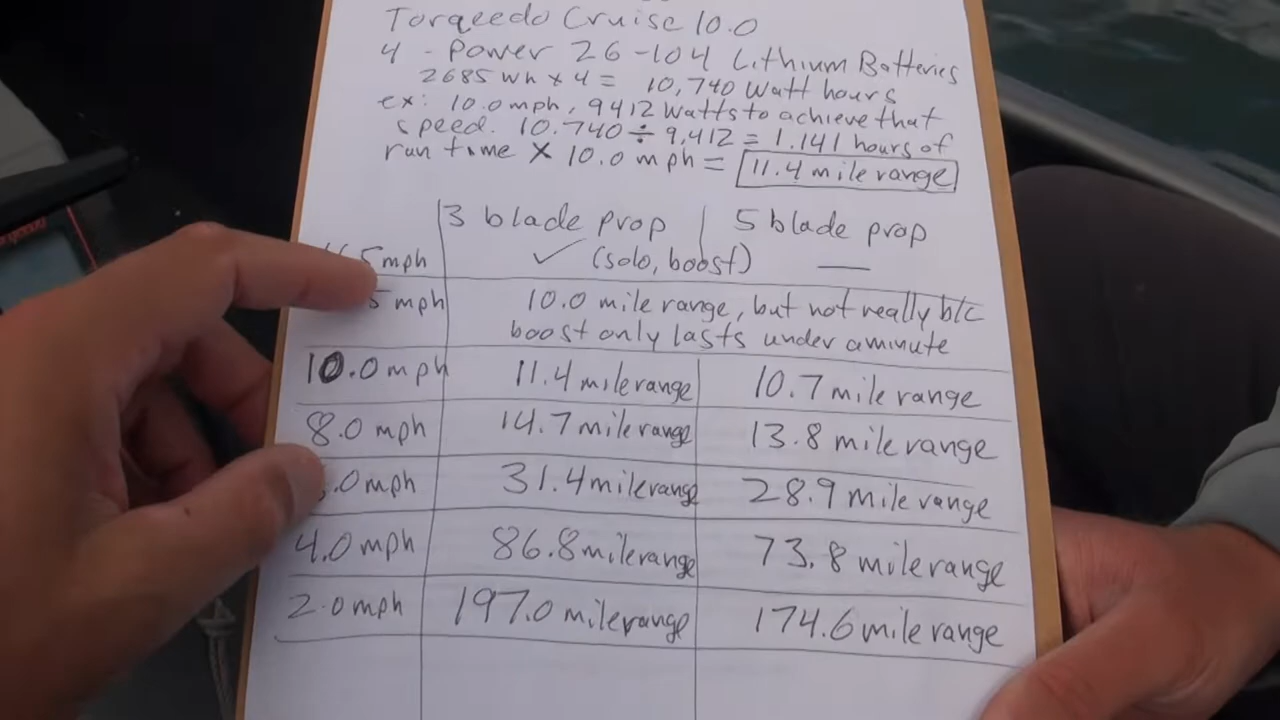 Torqeedo Cruise 10.0
4 - Power 26-104 Lithium Batteries
2685 Wh x 4 = 10,740 Watt hours
ex: 10.0 mph, 9412 Watts to achieve that
speed. 10.740 ÷ 9,412 = 1.141 hours of
run time X 10.0 mph = 11.4 mile range
3 blade prop | 5 blade prop
5 mph ✓ (solo, boost) —
5 mph 10.0 mile range, but not really b/c
boost only lasts under a minute
10.0 mph 11.4 mile range 10.7 mile range
8.0 mph 14.7 mile range 13.8 mile range
.0 mph 31.4 mile range 28.9 mile range
4.0 mph 86.8 mile range 73.8 mile range
2.0 mph 197.0 mile range 174.6 mile range